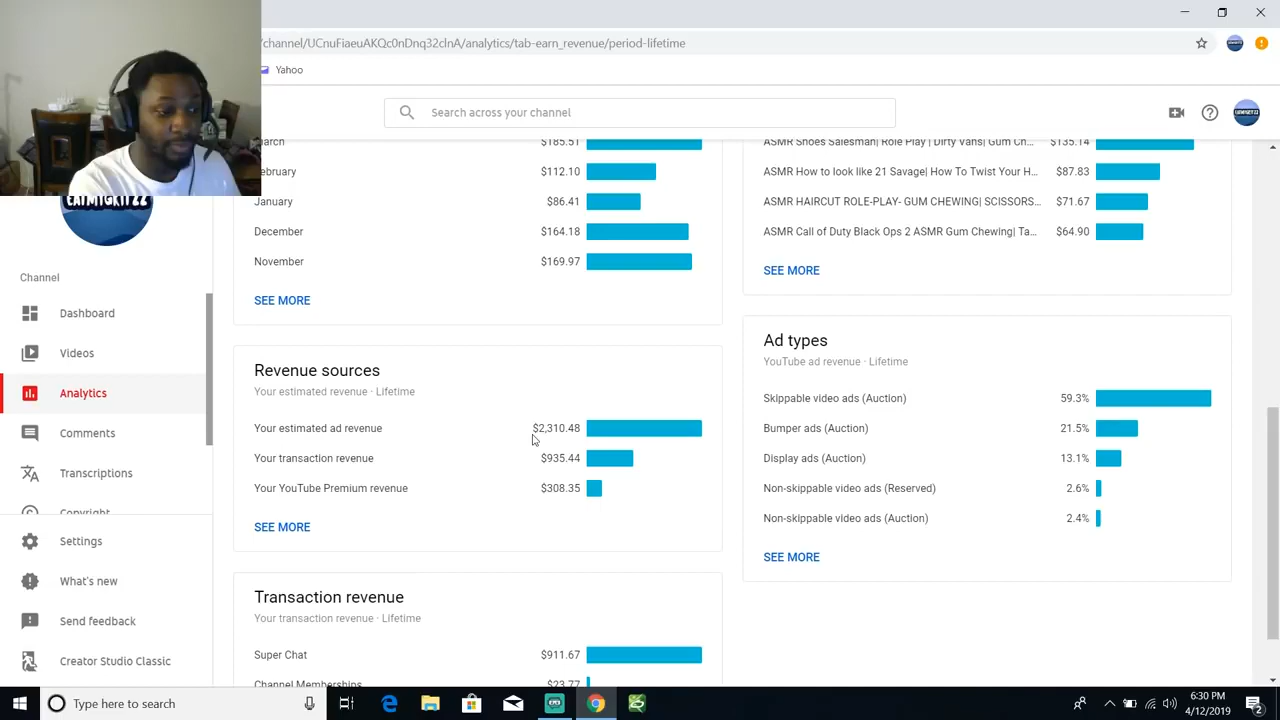 /channel/UCnuFiaeuAKQc0nDnq32clnA/analytics/tab-earn_revenue/period-lifetime
Yahoo
Search across your channel
EATMYGRITZZ
Channel
Dashboard
Videos
Analytics
Comments
Transcriptions
Copyright
Settings
What's new
Send feedback
Creator Studio Classic
March $185.51
February $112.10
January $86.41
December $164.18
November $169.97
SEE MORE
ASMR Shoes Salesman| Role Play | Dirty Vans| Gum Ch... $135.14
ASMR How to look like 21 Savage| How To Twist Your H... $87.83
ASMR HAIRCUT ROLE-PLAY- GUM CHEWING| SCISSORS... $71.67
ASMR Call of Duty Black Ops 2 ASMR Gum Chewing| Ta... $64.90
SEE MORE
Revenue sources
Your estimated revenue · Lifetime
Your estimated ad revenue $2,310.48
Your transaction revenue $935.44
Your YouTube Premium revenue $308.35
SEE MORE
Ad types
YouTube ad revenue · Lifetime
Skippable video ads (Auction) 59.3%
Bumper ads (Auction) 21.5%
Display ads (Auction) 13.1%
Non-skippable video ads (Reserved) 2.6%
Non-skippable video ads (Auction) 2.4%
SEE MORE
Transaction revenue
Your transaction revenue · Lifetime
Super Chat $911.67
Channel Memberships $23.77
Type here to search
6:30 PM
4/12/2019
2